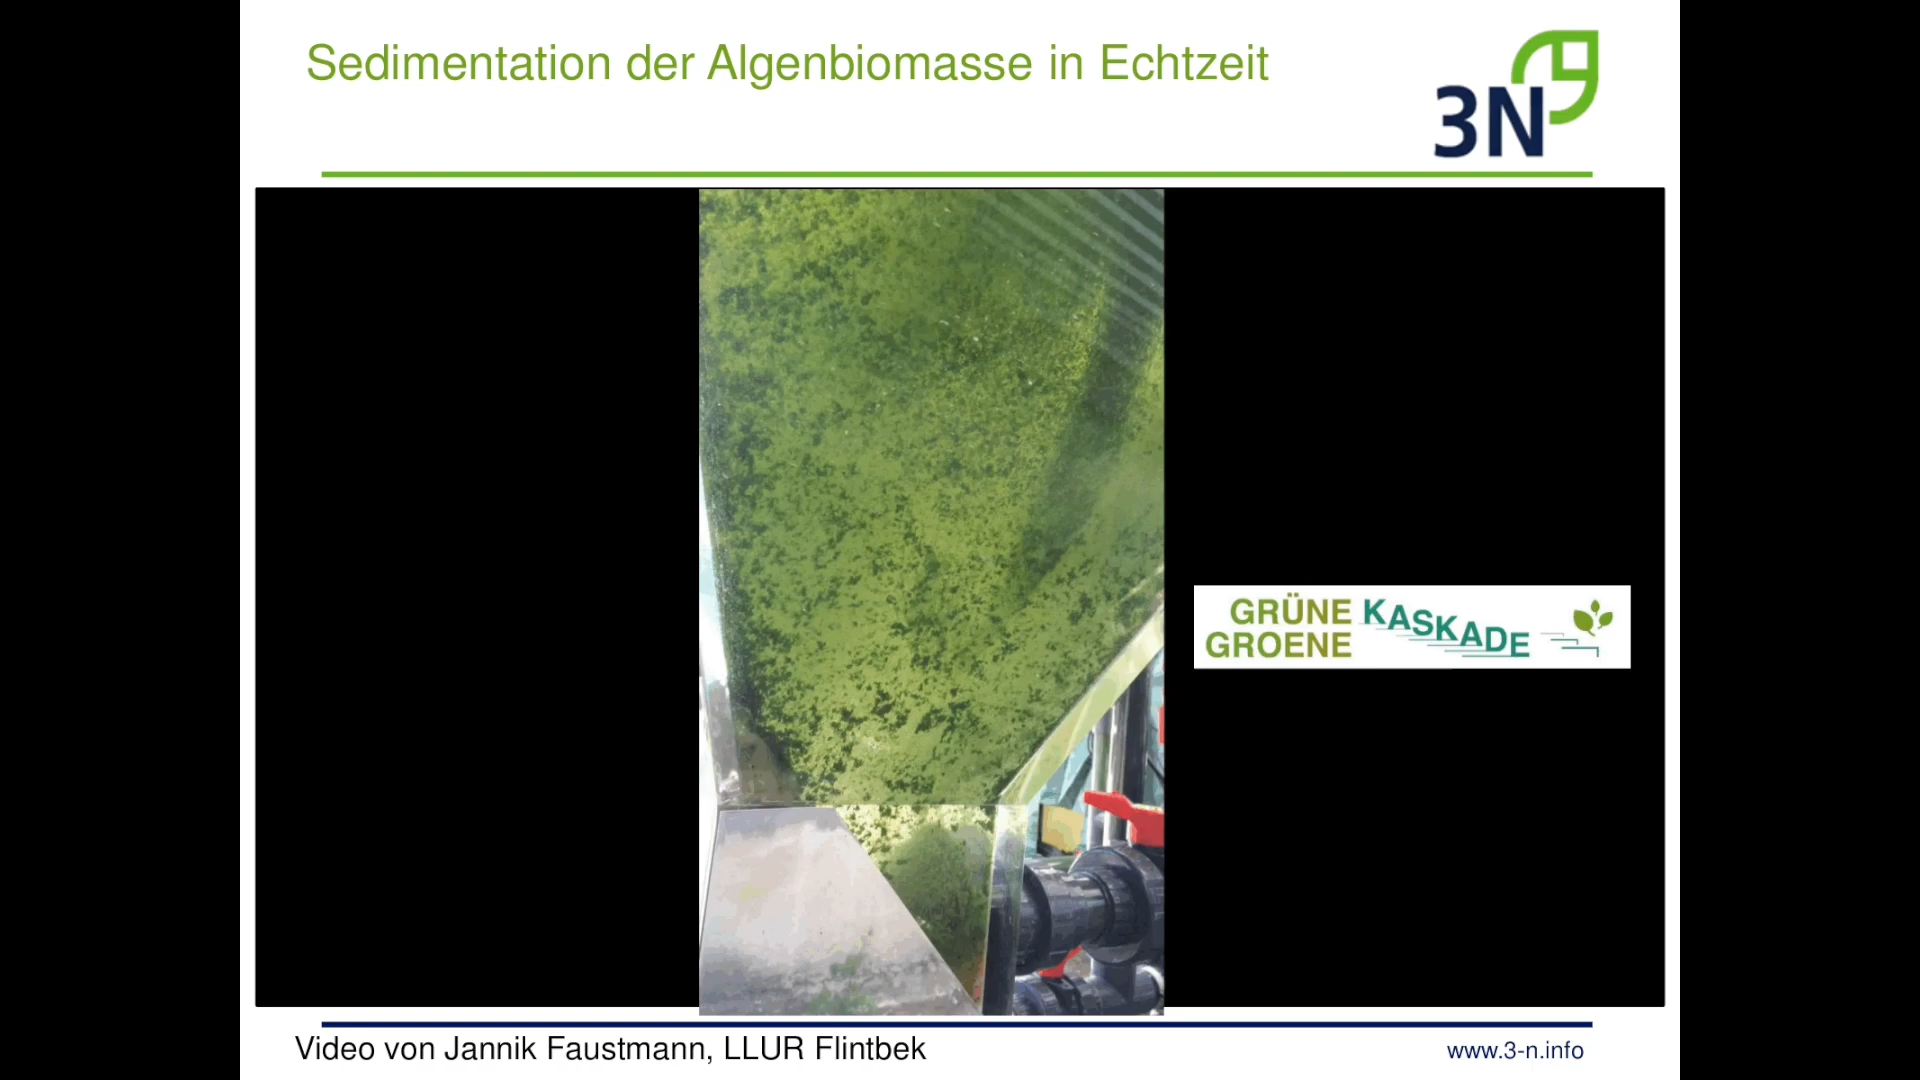 Sedimentation der Algenbiomasse in Echtzeit
3N
GRÜNE KASKADE
GROENE
Video von Jannik Faustmann, LLUR Flintbek
www.3-n.info